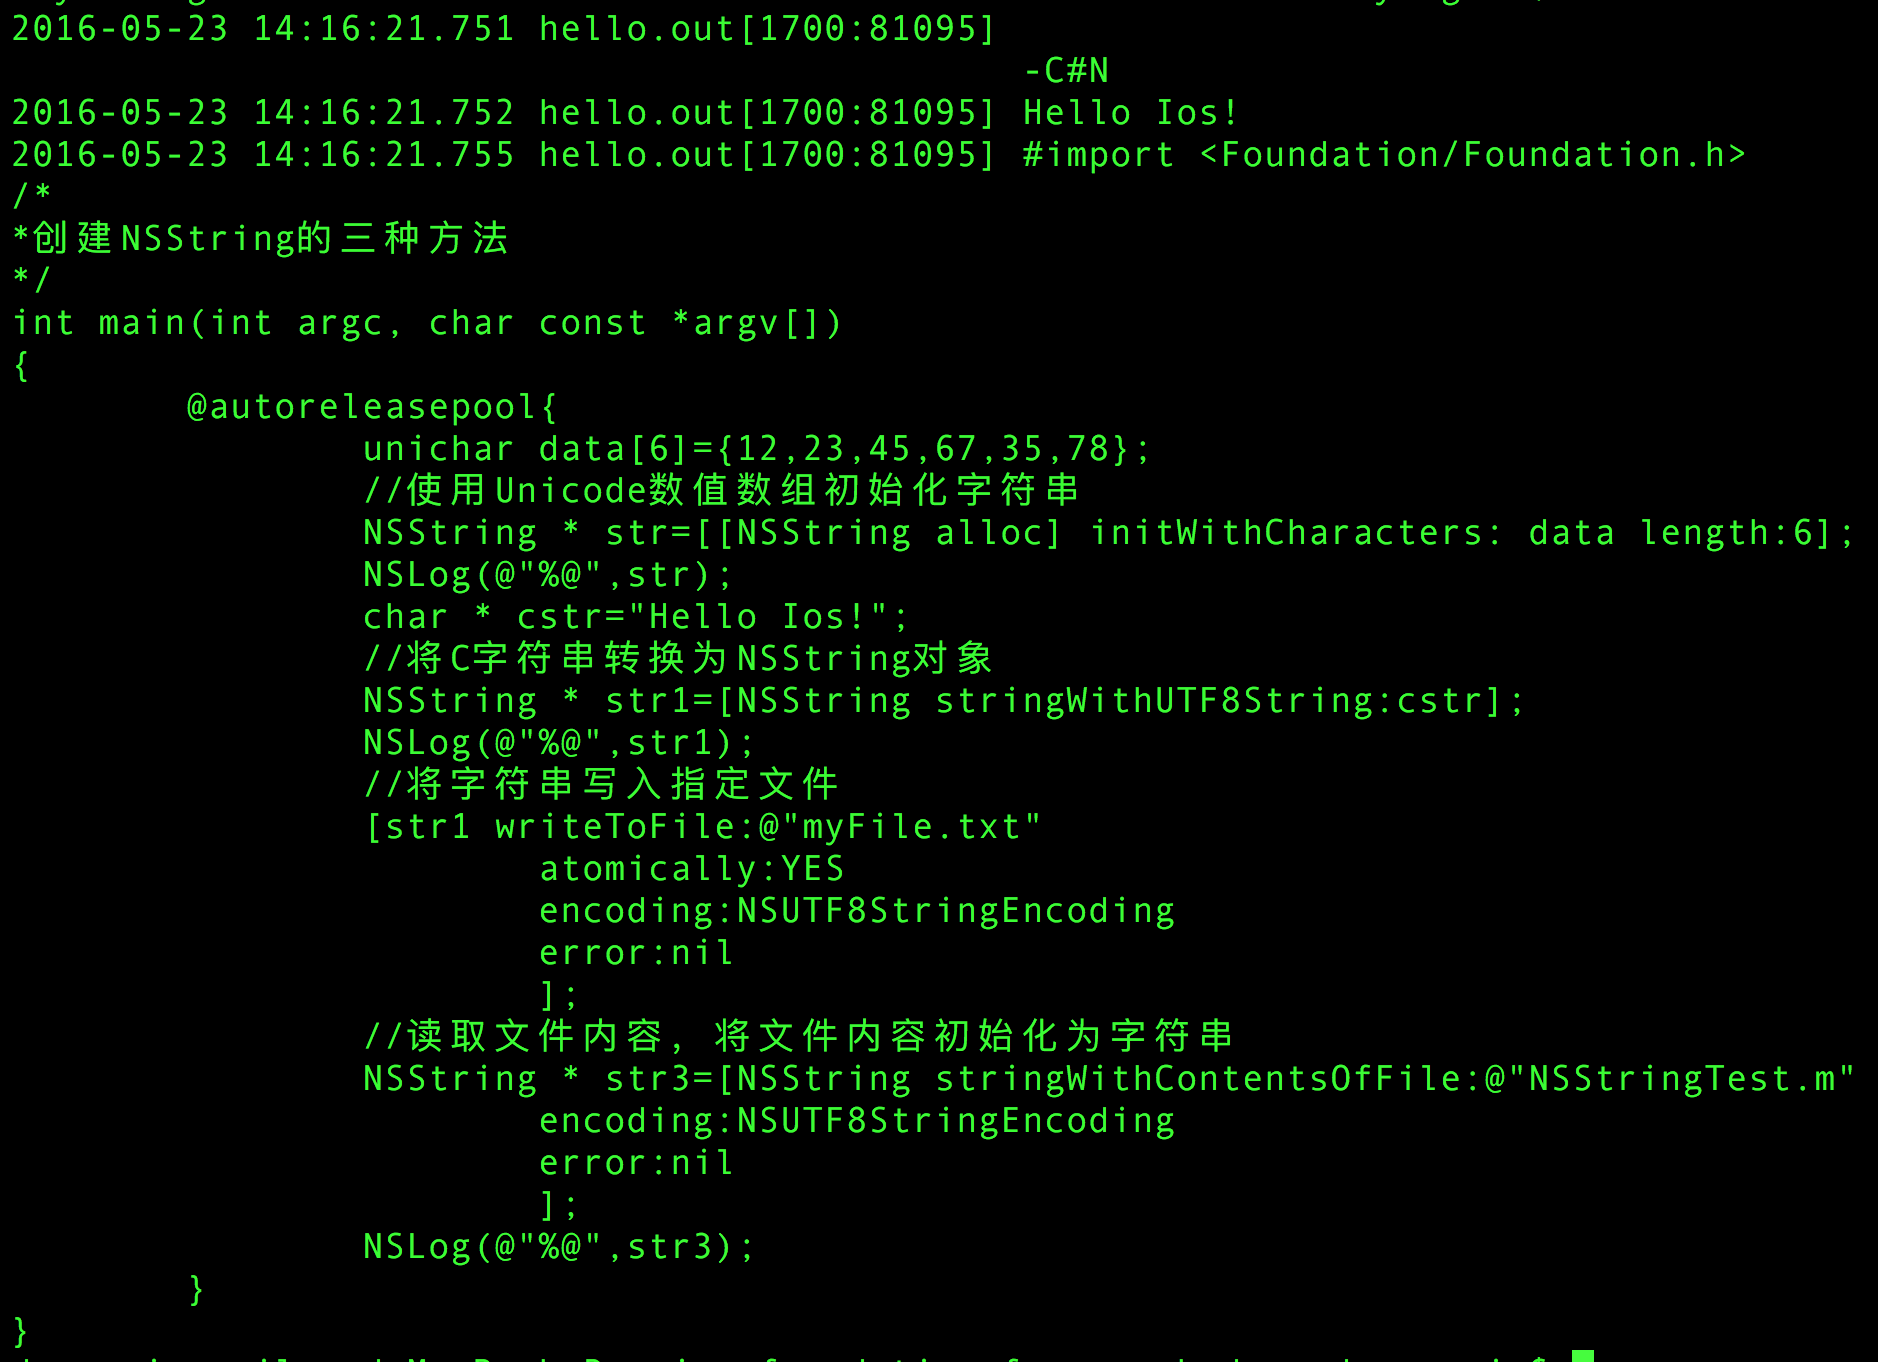 2016-05-23 14:16:21.751 hello.out[1700:81095]
-C#N
2016-05-23 14:16:21.752 hello.out[1700:81095] Hello Ios!
2016-05-23 14:16:21.755 hello.out[1700:81095] #import <Foundation/Foundation.h>
/*
*创建NSString的三种方法
*/
int main(int argc, char const *argv[])
{
@autoreleasepool{
unichar data[6]={12,23,45,67,35,78};
//使用Unicode数值数组初始化字符串
NSString * str=[[NSString alloc] initWithCharacters: data length:6];
NSLog(@"%@",str);
char * cstr="Hello Ios!";
//将C字符串转换为NSString对象
NSString * str1=[NSString stringWithUTF8String:cstr];
NSLog(@"%@",str1);
//将字符串写入指定文件
[str1 writeToFile:@"myFile.txt"
atomically:YES
encoding:NSUTF8StringEncoding
error:nil
];
//读取文件内容，将文件内容初始化为字符串
NSString * str3=[NSString stringWithContentsOfFile:@"NSStringTest.m"
encoding:NSUTF8StringEncoding
error:nil
];
NSLog(@"%@",str3);
}
}